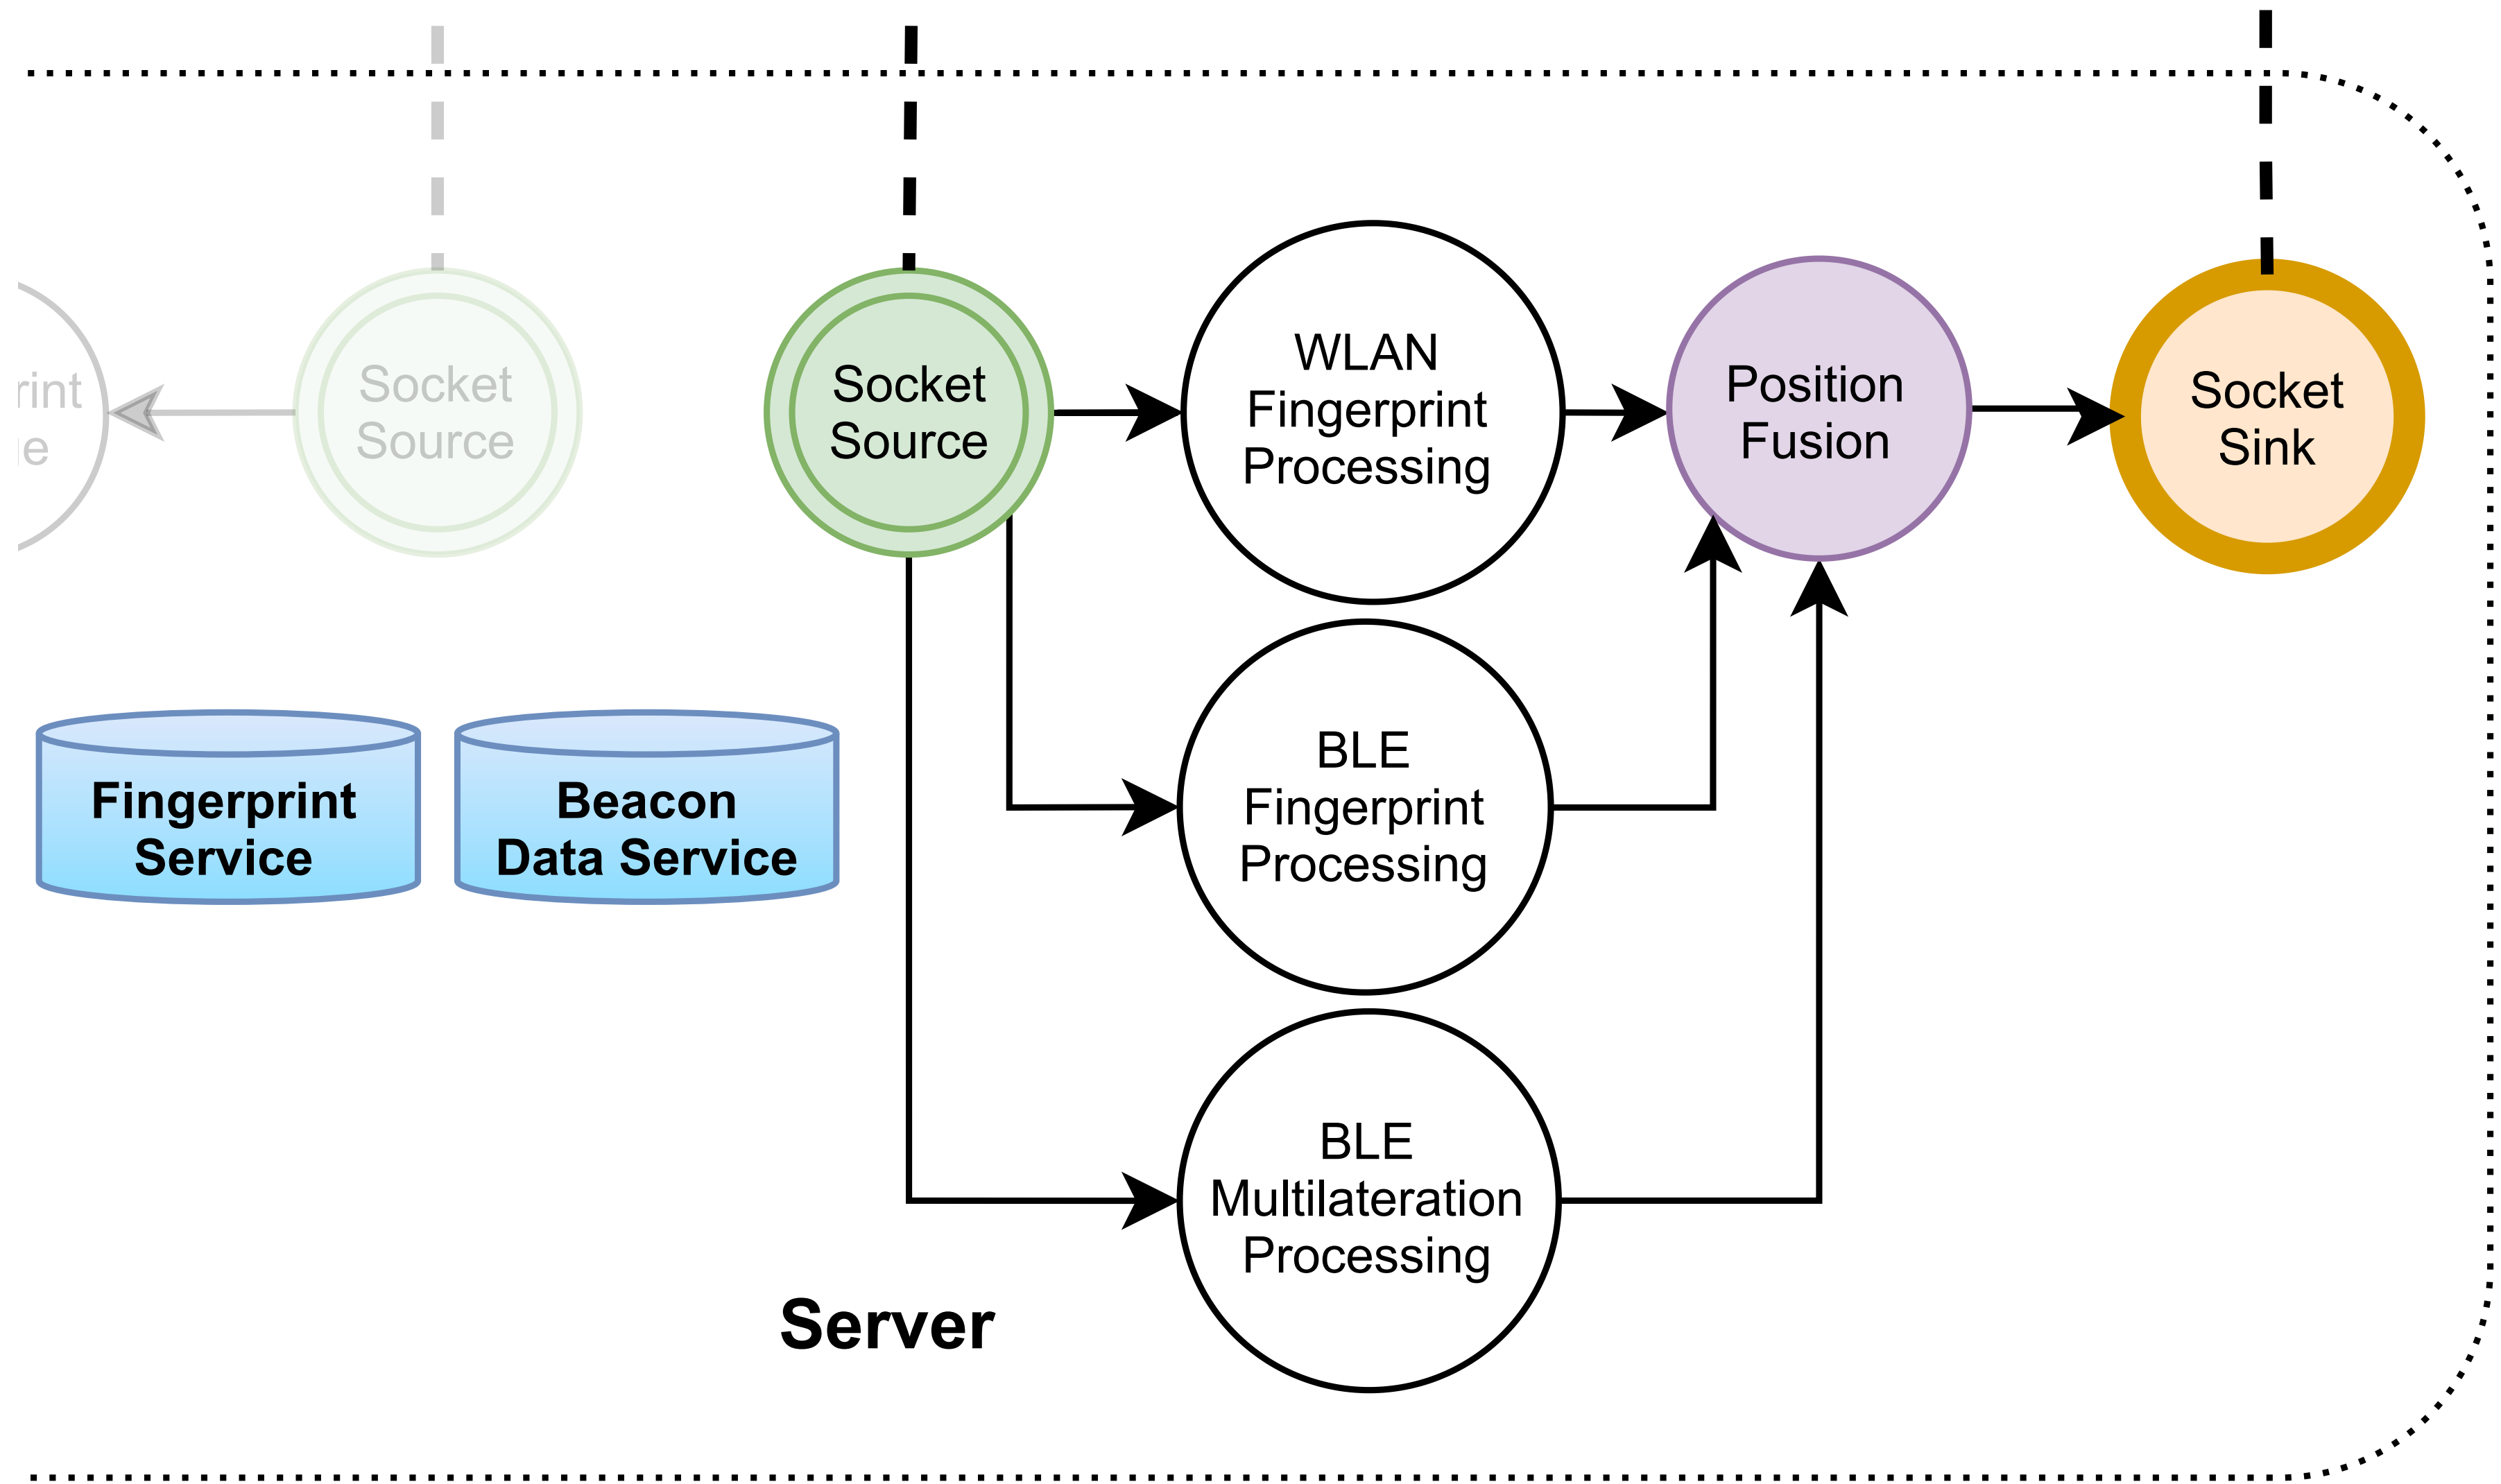 Socket
Source
Socket
Source
WLAN
Fingerprint
Processing
Position
Fusion
Socket
Sink
Fingerprint
Service
Beacon
Data Service
BLE
Fingerprint
Processing
BLE
Multilateration
Processing
Server